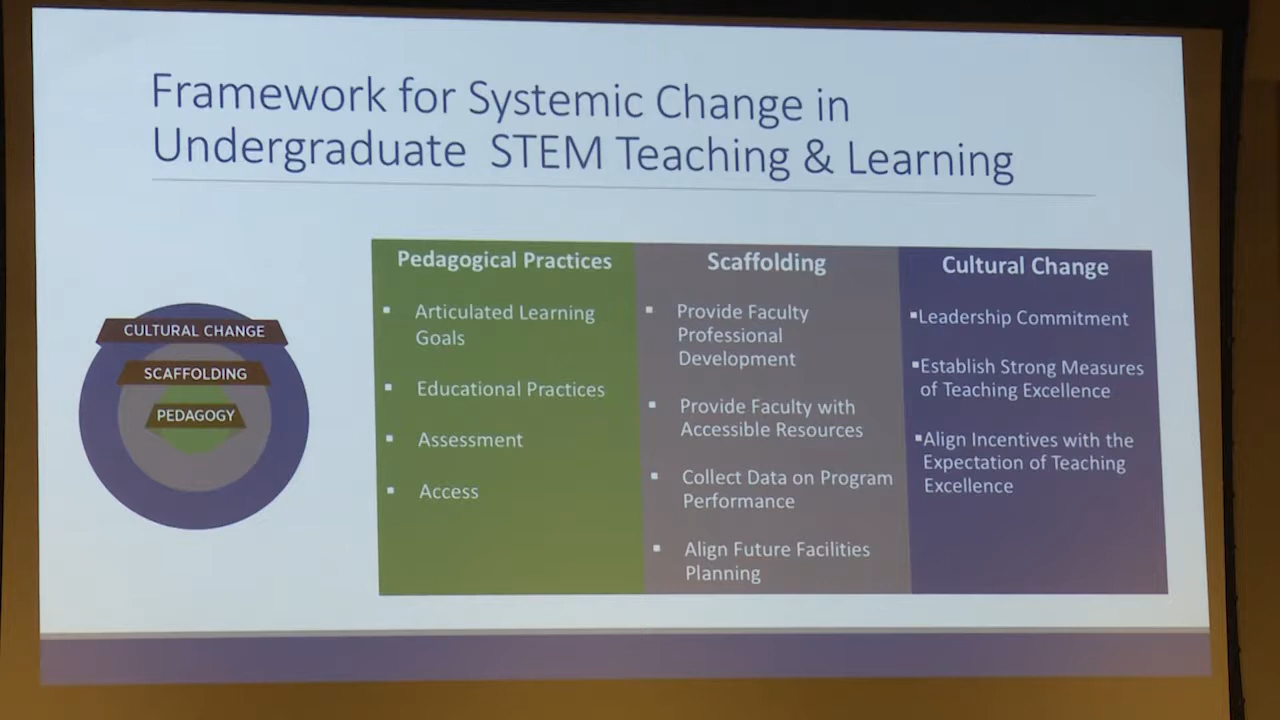 Framework for Systemic Change in
Undergraduate STEM Teaching & Learning
CULTURAL CHANGE
SCAFFOLDING
PEDAGOGY
Pedagogical Practices
▪ Articulated Learning
Goals
▪ Educational Practices
▪ Assessment
▪ Access
Scaffolding
▪ Provide Faculty
Professional
Development
▪ Provide Faculty with
Accessible Resources
▪ Collect Data on Program
Performance
▪ Align Future Facilities
Planning
Cultural Change
▪Leadership Commitment
▪Establish Strong Measures
of Teaching Excellence
▪Align Incentives with the
Expectation of Teaching
Excellence